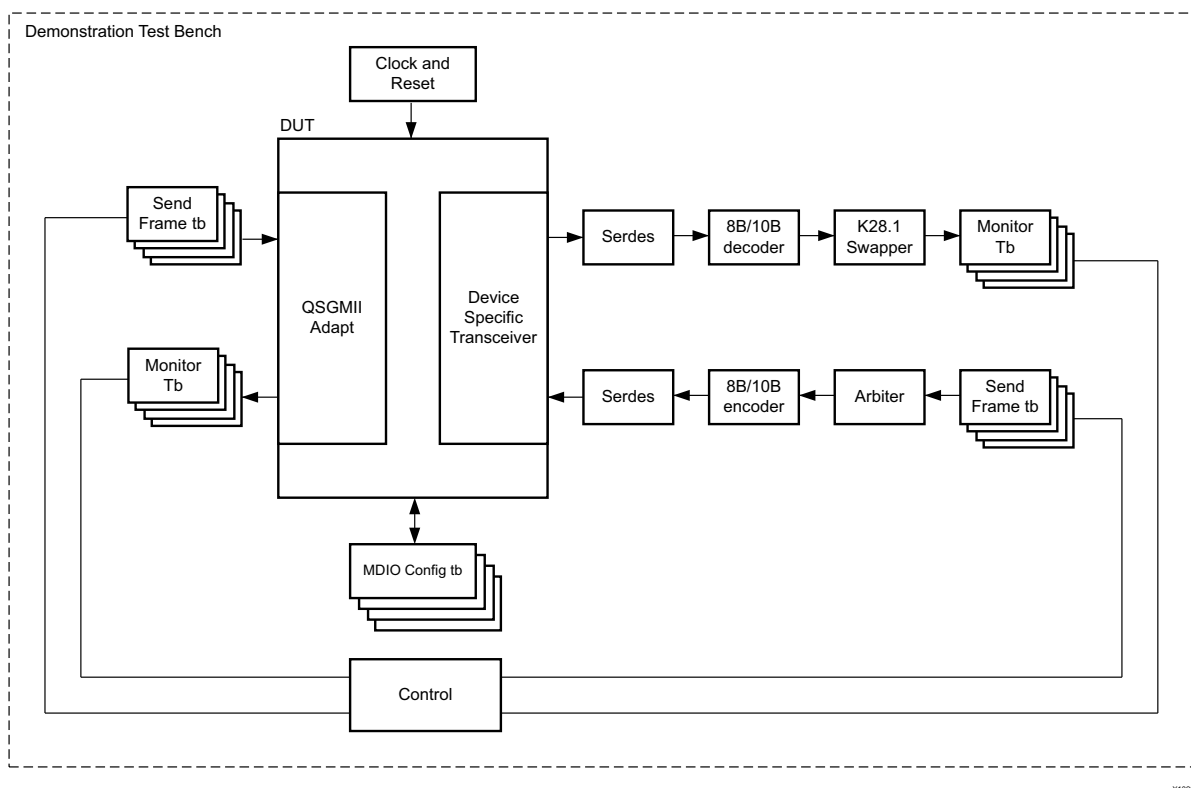 Demonstration Test Bench
Clock and
Reset
DUT
Send
Frame tb
QSGMII
Adapt
Device
Specific
Transceiver
Serdes
8B/10B
decoder
K28.1
Swapper
Monitor
Tb
Monitor
Tb
Serdes
8B/10B
encoder
Arbiter
Send
Frame tb
MDIO Config tb
Control